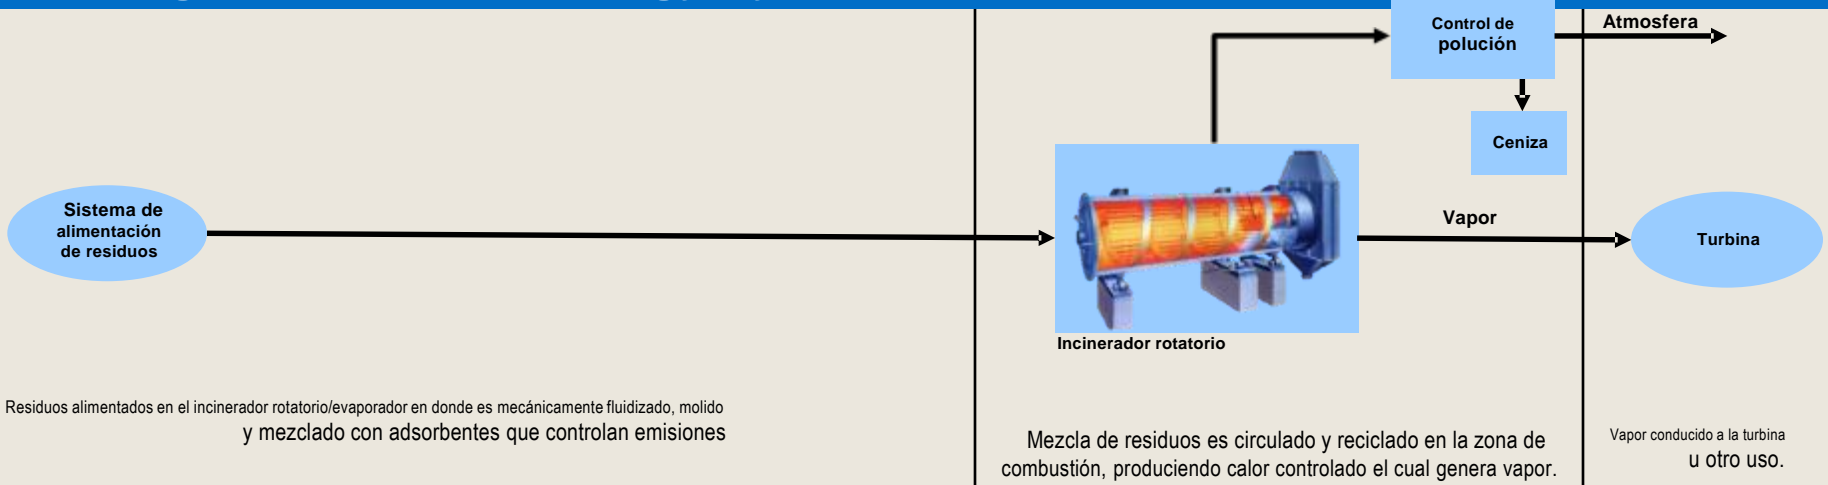 Control de
polución
Atmosfera
Ceniza
Sistema de
alimentación
de residuos
Vapor
Turbina
Incinerador rotatorio
Residuos alimentados en el incinerador rotatorio/evaporador en donde es mecánicamente fluidizado, molido
y mezclado con adsorbentes que controlan emisiones
Mezcla de residuos es circulado y reciclado en la zona de
combustión, produciendo calor controlado el cual genera vapor.
Vapor conducido a la turbina
u otro uso.